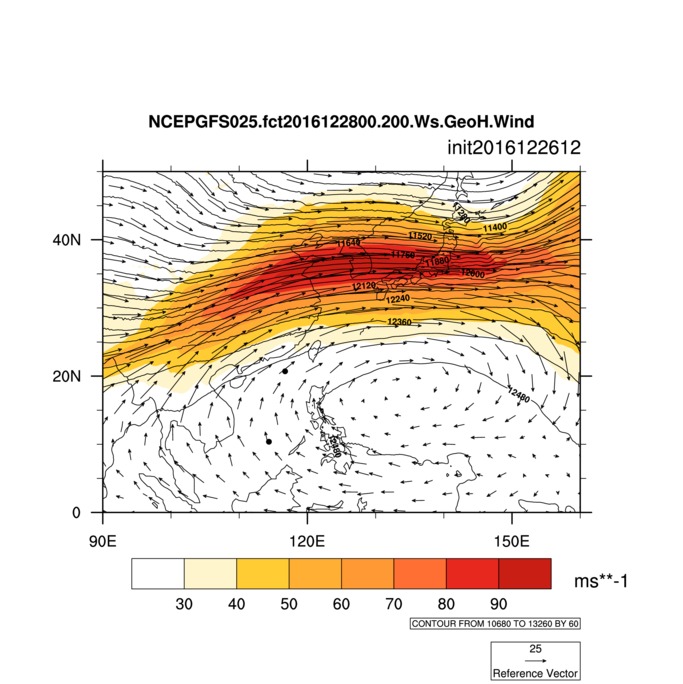 NCEPGFS025.fct2016122800.200.Ws.GeoH.Wind
init2016122612
40N
20N
0
90E 120E 150E
11280
11400
11520
11640
11760
11880
12000
12120
12240
12360
12480
30 40 50 60 70 80 90
ms**-1
CONTOUR FROM 10680 TO 13260 BY 60
25
Reference Vector